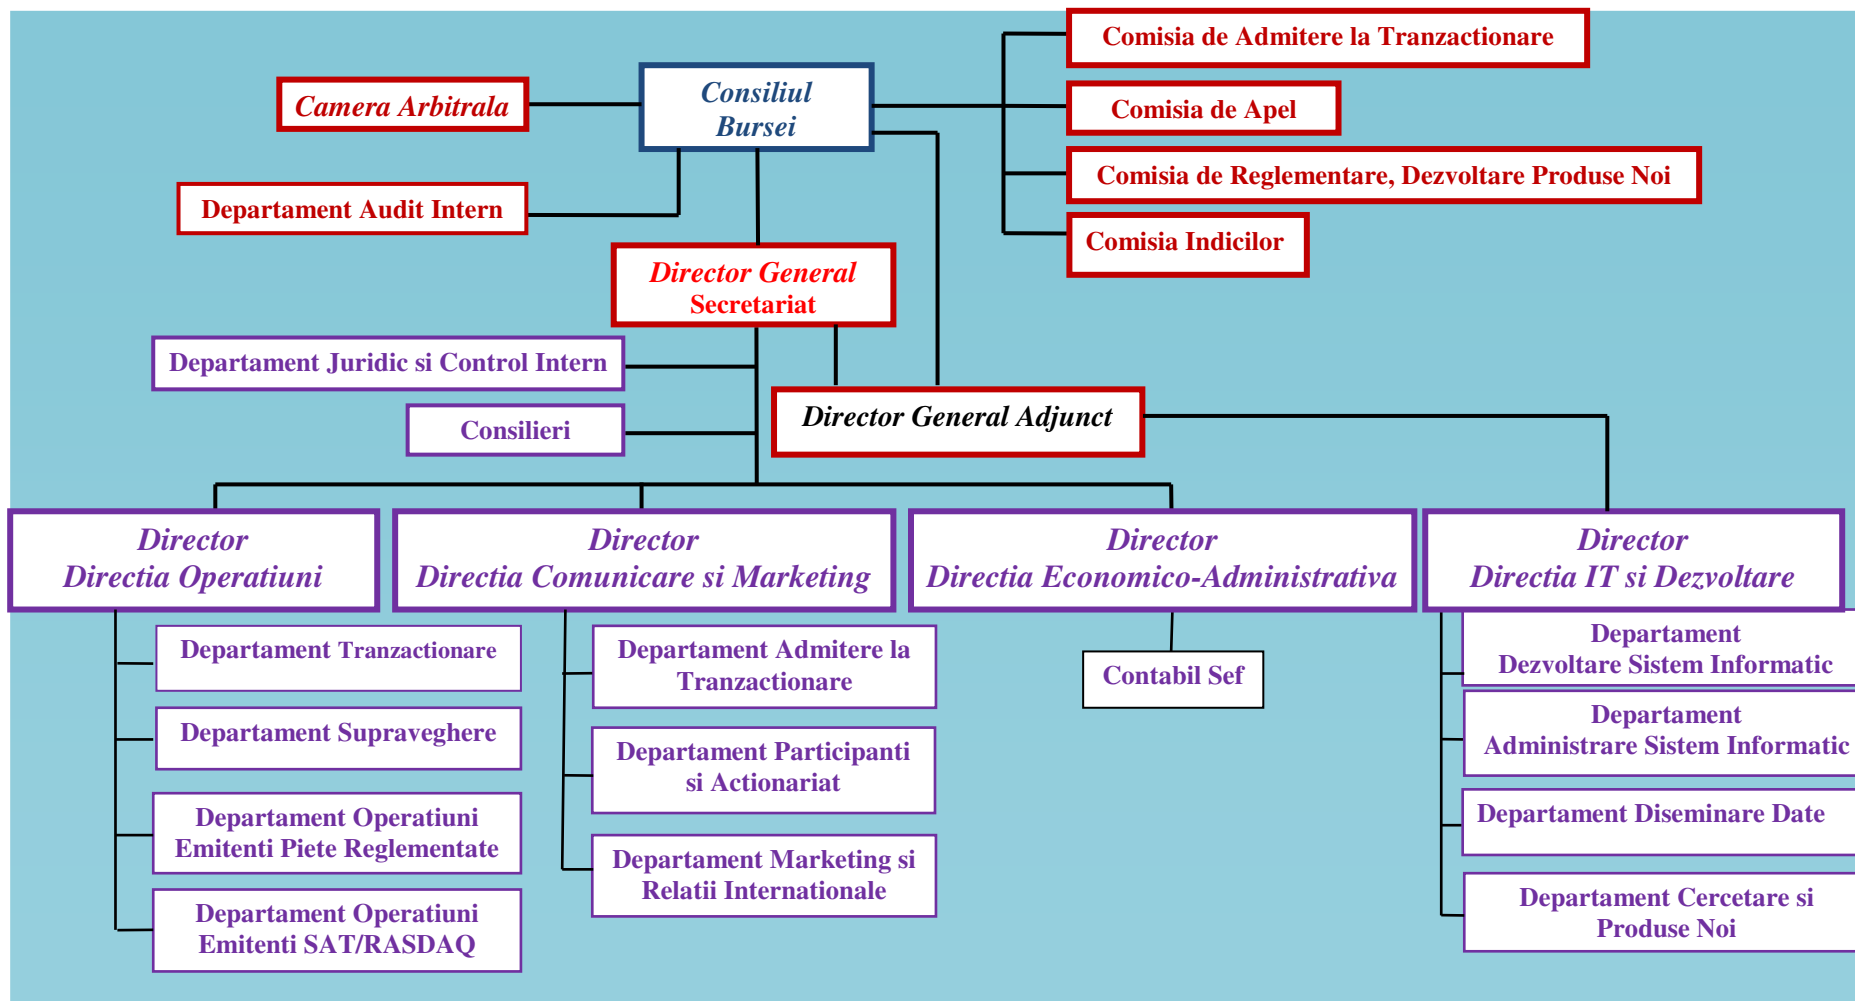 Comisia de Admitere la Tranzactionare
Camera Arbitrala
Consiliul
Bursei
Comisia de Apel
Comisia de Reglementare, Dezvoltare Produse Noi
Departament Audit Intern
Comisia Indicilor
Director General
Secretariat
Departament Juridic si Control Intern
Consilieri
Director General Adjunct
Director
Directia Operatiuni
Director
Directia Comunicare si Marketing
Director
Directia Economico-Administrativa
Director
Directia IT si Dezvoltare
Departament Tranzactionare
Departament Supraveghere
Departament Operatiuni
Emitenti Piete Reglementate
Departament Operatiuni
Emitenti SAT/RASDAQ
Departament Admitere la
Tranzactionare
Departament Participanti
si Actionariat
Departament Marketing si
Relatii Internationale
Contabil Sef
Departament
Dezvoltare Sistem Informatic
Departament
Administrare Sistem Informatic
Departament Diseminare Date
Departament Cercetare si
Produse Noi